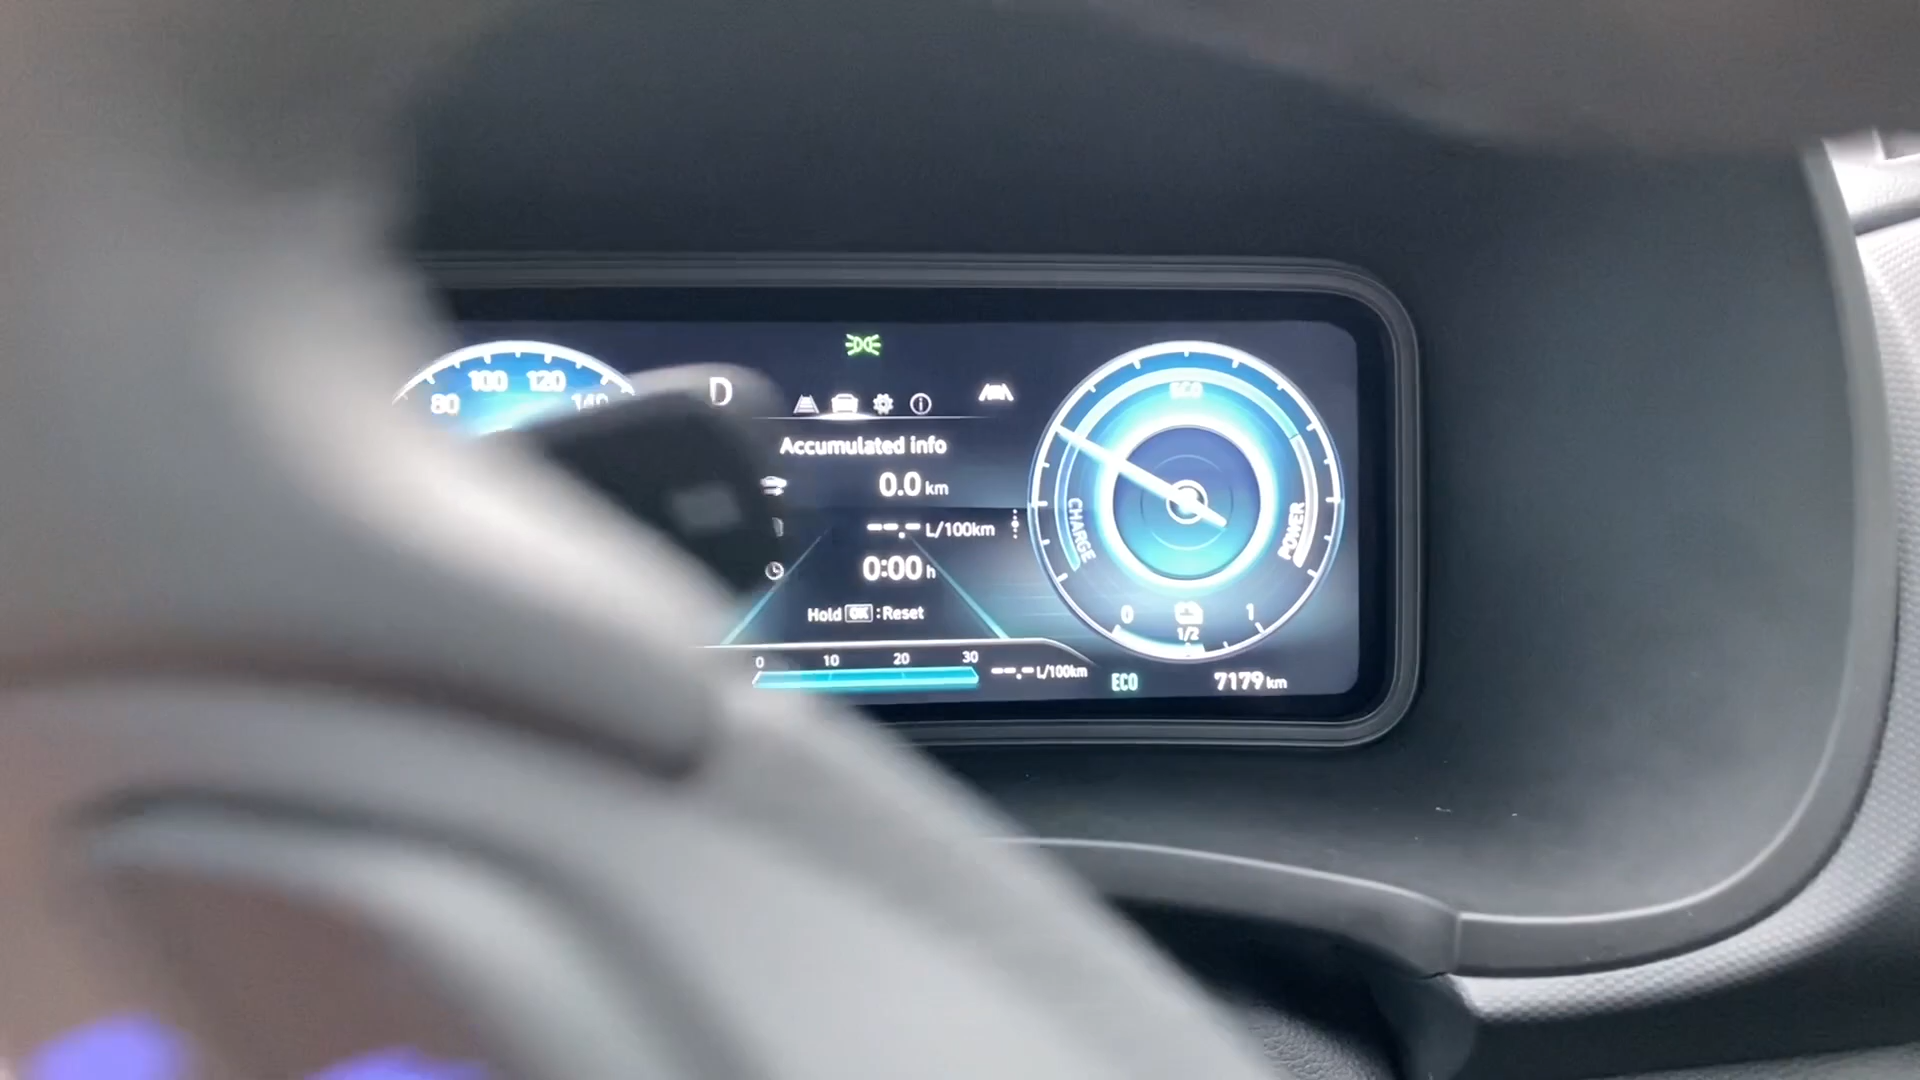 80 100 120 140
D
Accumulated info
0.0 km
--.- L/100km
0:00 h
Hold OK : Reset
0 10 20 30
--.- L/100km
ECO
CHARGE
POWER
0 1/2 1
ECO
7179 km